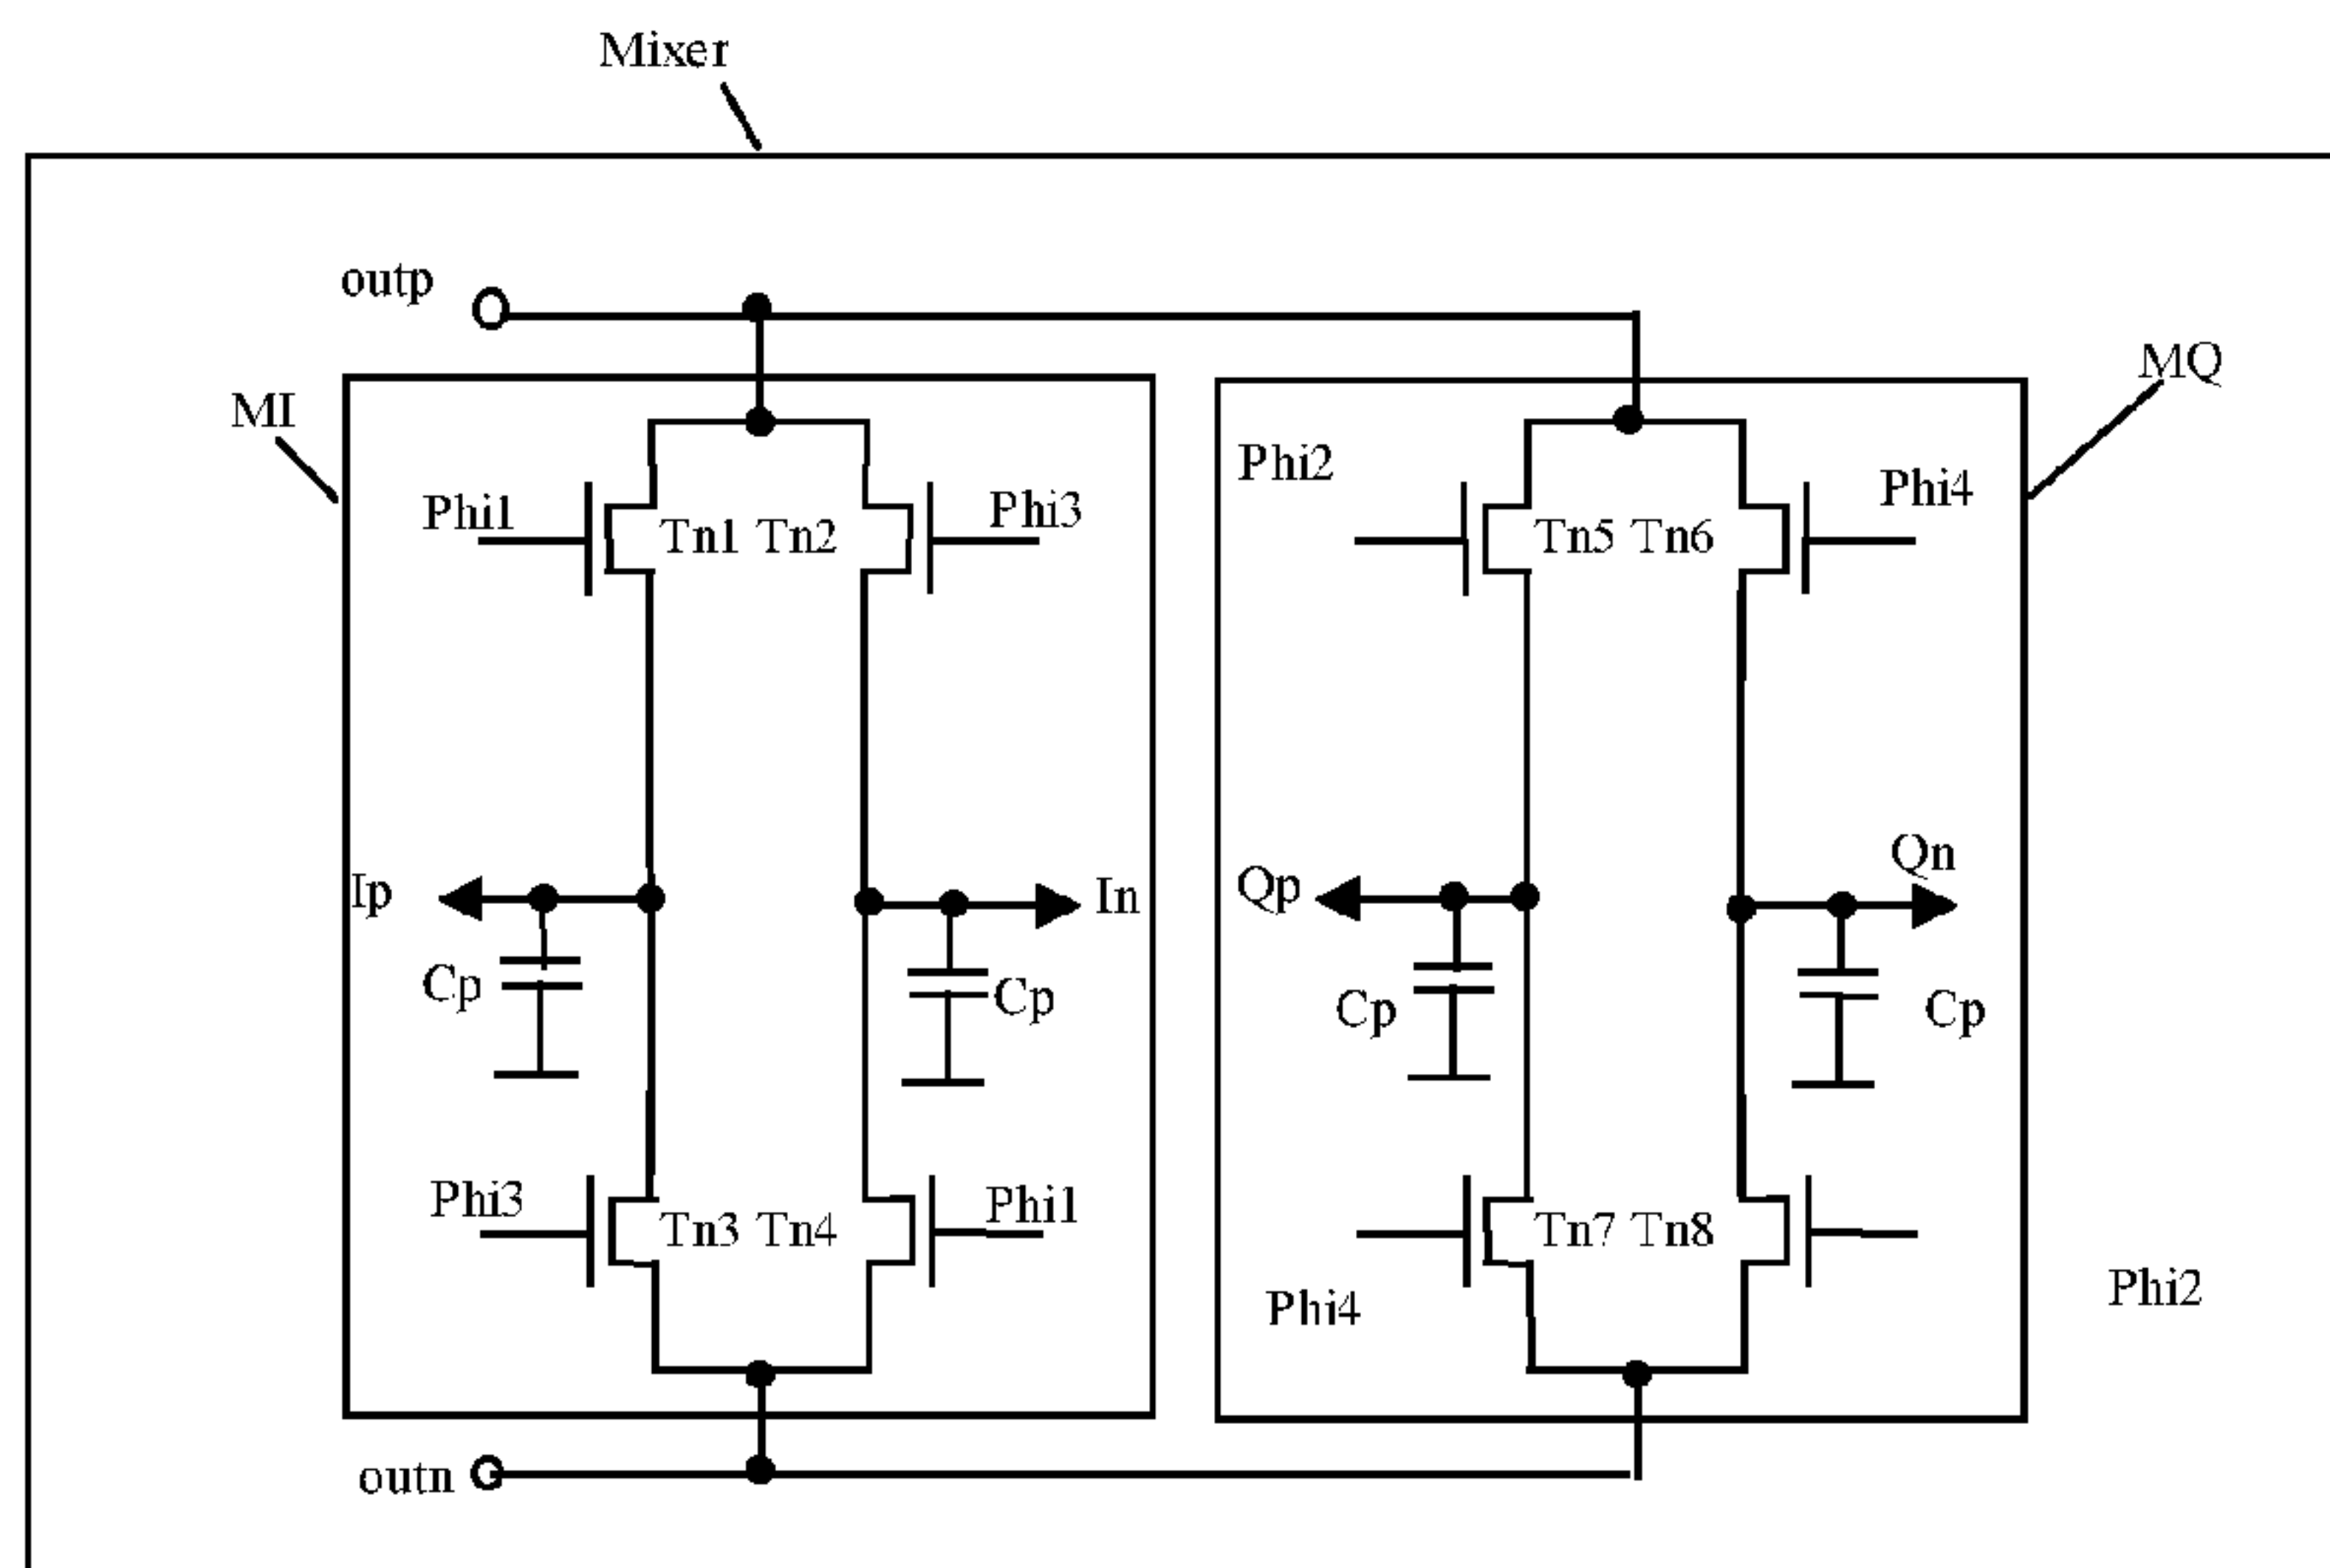 Mixer
outp
MI
MQ
Phi1
Tn1 Tn2
Phi3
Phi2
Tn5 Tn6
Phi4
Ip
Cp
In
Cp
Qp
Cp
Qn
Cp
Phi3
Tn3 Tn4
Phi1
Tn7 Tn8
Phi4
Phi2
outn